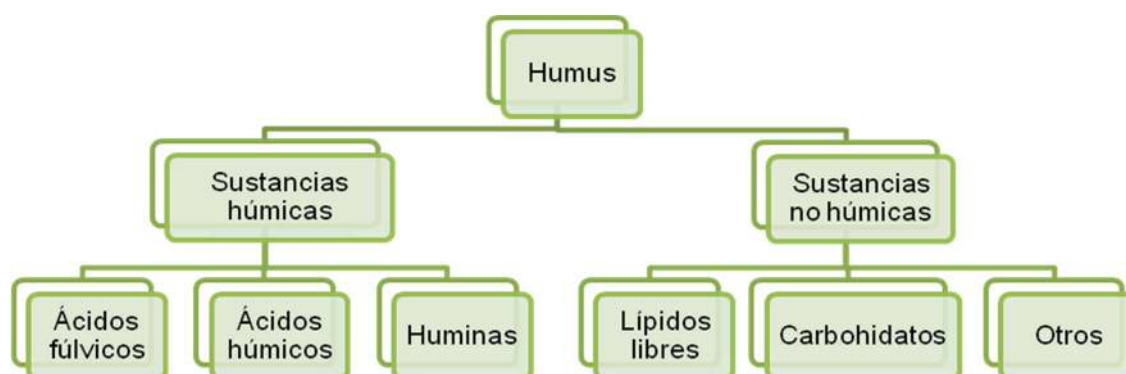 Humus
Sustancias
húmicas
Sustancias
no húmicas
Ácidos
fúlvicos
Ácidos
húmicos
Huminas
Lípidos
libres
Carbohidatos
Otros